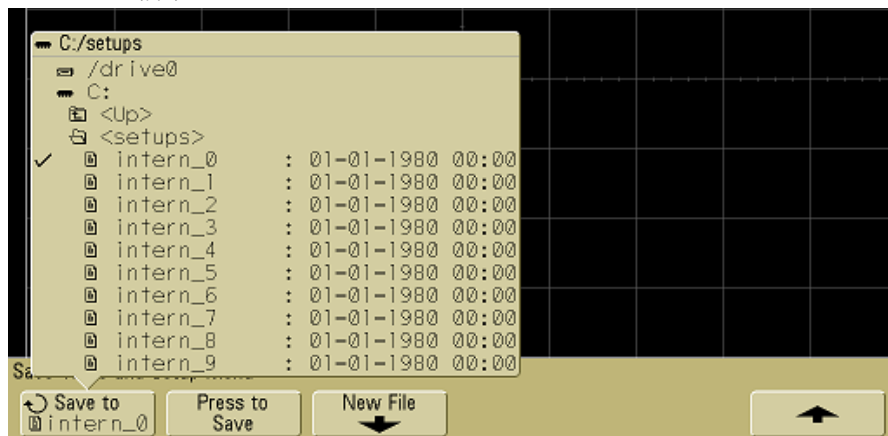 C:/setups
/drive0
C:
<Up>
<setups>
intern_0 : 01-01-1980 00:00
intern_1 : 01-01-1980 00:00
intern_2 : 01-01-1980 00:00
intern_3 : 01-01-1980 00:00
intern_4 : 01-01-1980 00:00
intern_5 : 01-01-1980 00:00
intern_6 : 01-01-1980 00:00
intern_7 : 01-01-1980 00:00
intern_8 : 01-01-1980 00:00
intern_9 : 01-01-1980 00:00
Save to
intern_0
Press to
Save
New File